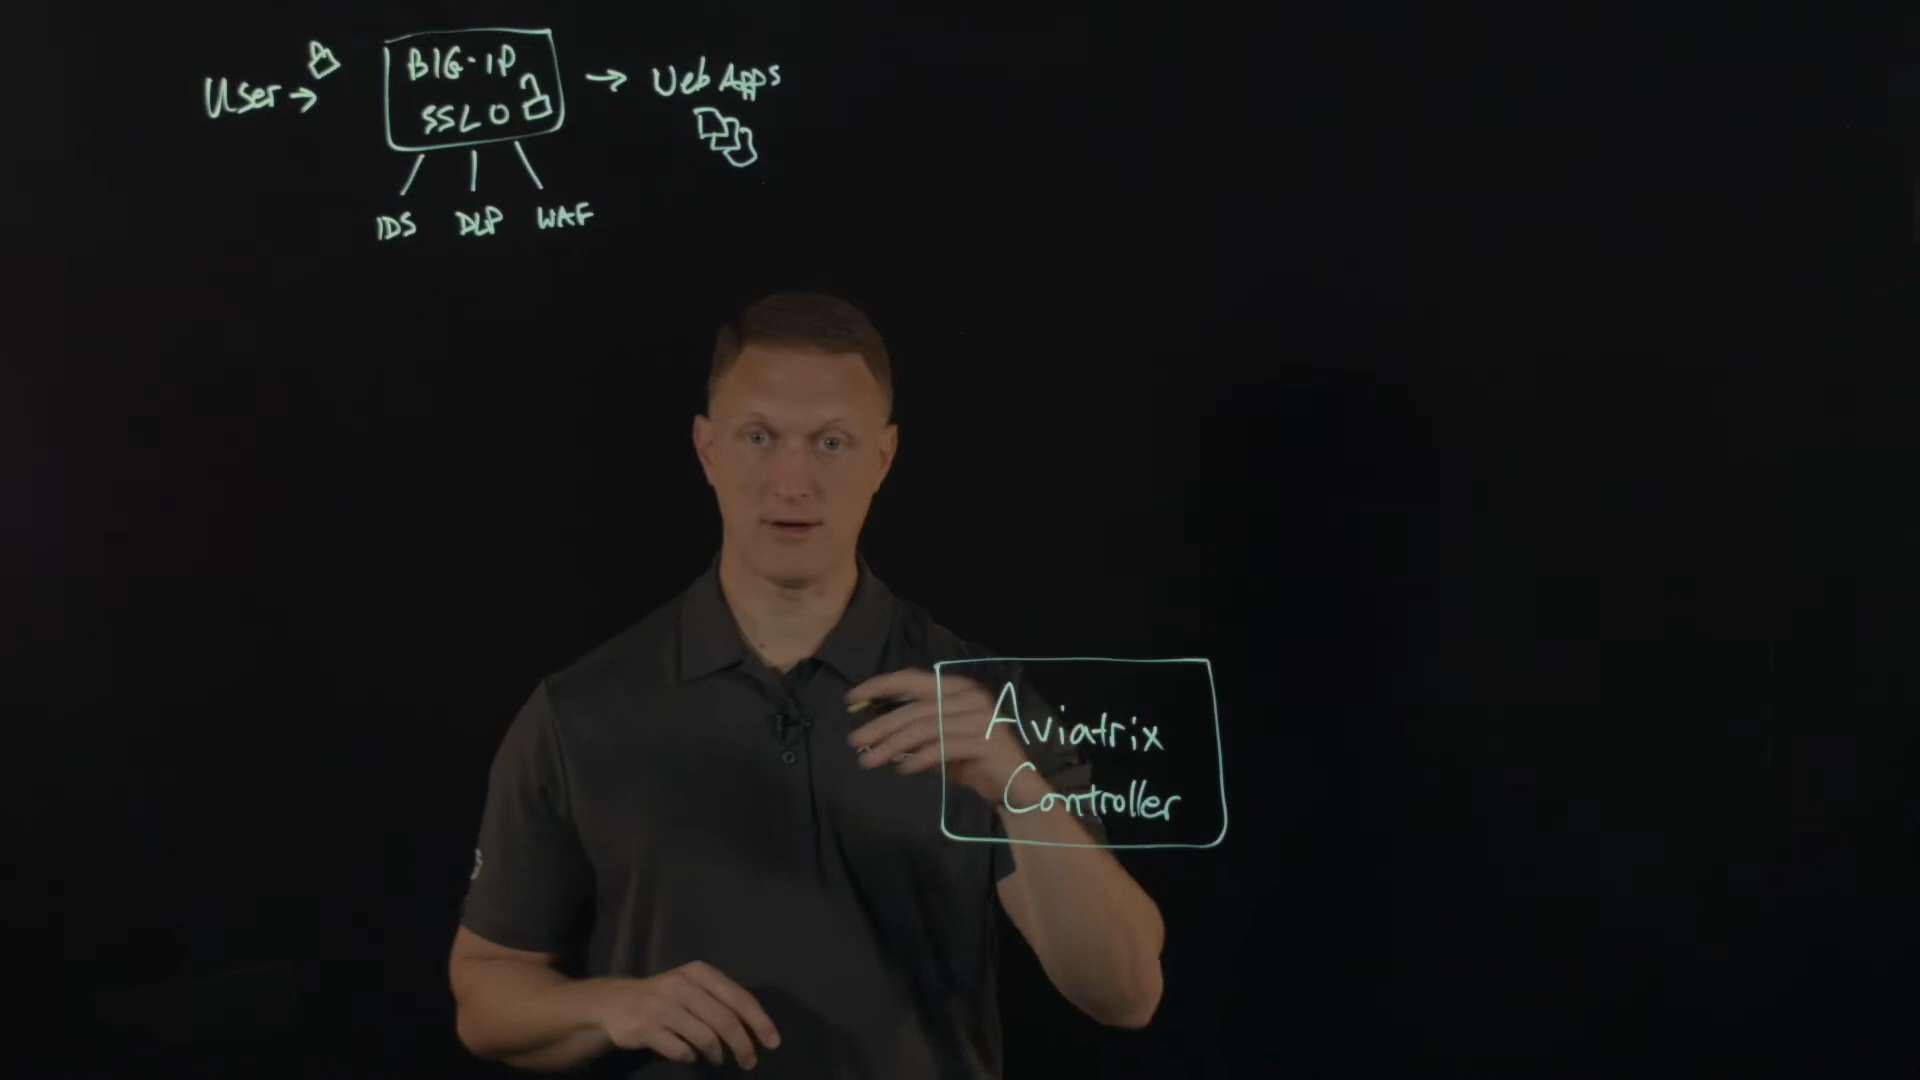 User → BIG-IP → Web Apps
SSLO
IDS DLP WAF
Aviatrix
Controller